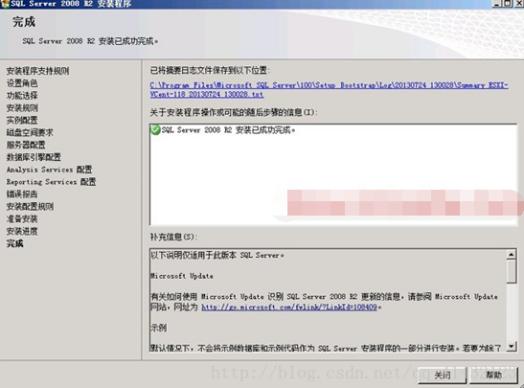 SQL Server 2008 R2 安装程序
完成
SQL Server 2008 R2 安装已成功完成。
安装程序支持规则
设置角色
功能选择
安装规则
实例配置
磁盘空间要求
服务器配置
数据库引擎配置
Analysis Services 配置
Reporting Services 配置
错误报告
安装配置规则
准备安装
安装进度
完成
已将摘要日志文件保存到以下位置:
C:\Program Files\Microsoft SQL Server\100\Setup Bootstrap\Log\20130724_130028\Summary_ESXI-
VCent-118_20130724_130028.txt
关于安装程序操作或可能的随后步骤的信息(I):
SQL Server 2008 R2 安装已成功完成。
补充信息(S):
以下说明仅适用于此版本 SQL Server。
Microsoft Update
有关如何使用 Microsoft Update 识别 SQL Server 2008 R2 更新的信息，请参阅 Microsoft Update
网站，网址为 http://go.microsoft.com/fwlink/?LinkId=108409。
示例
默认情况下，不会将示例数据库和示例代码作为 SQL Server 安装程序的一部分进行安装。若要为除了
http://blog.csdn.net/
关闭
帮助